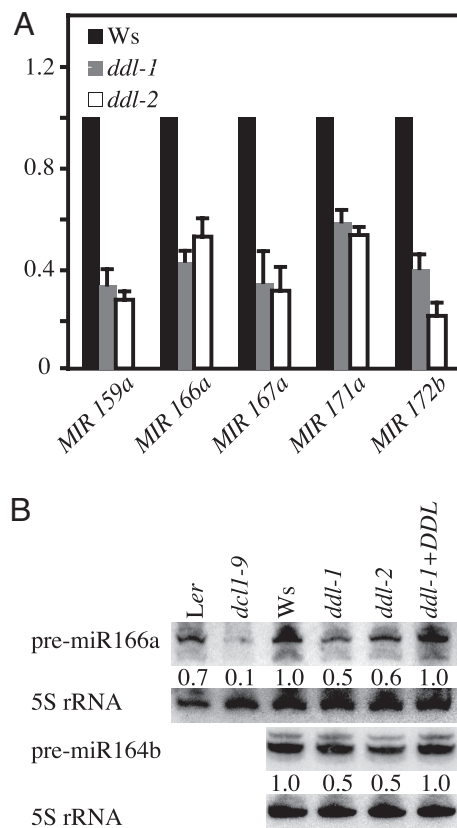 A
Ws
ddl-1
ddl-2
1.2
0.8
0.4
0
MIR 159a
MIR 166a
MIR 167a
MIR 171a
MIR 172b
B
Ler
dcl1-9
Ws
ddl-1
ddl-2
ddl-1+DDL
pre-miR166a
0.7 0.1 1.0 0.5 0.6 1.0
5S rRNA
pre-miR164b
1.0 0.5 0.5 1.0
5S rRNA